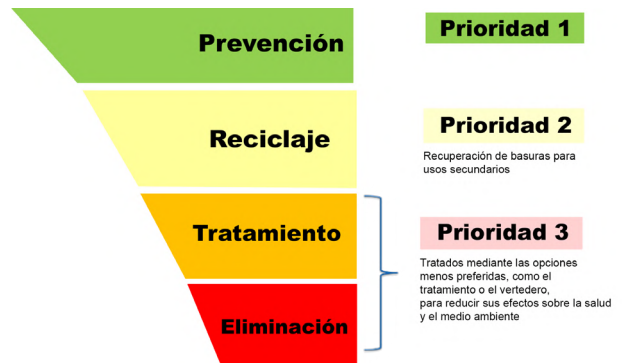 Prevención
Prioridad 1
Reciclaje
Prioridad 2
Recuperación de basuras para
usos secundarios
Tratamiento
Prioridad 3
Tratados mediante las opciones
menos preferidas, como el
tratamiento o el vertedero,
para reducir sus efectos sobre la salud
y el medio ambiente
Eliminación